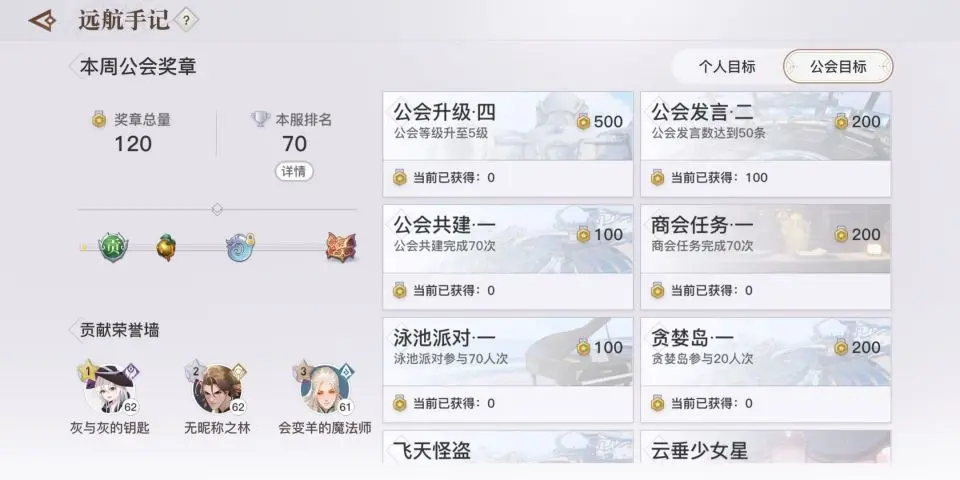 远航手记 ?
本周公会奖章
个人目标
公会目标
奖章总量
120
本服排名
70
详情
贡
贡献荣誉墙
1
62
灰与灰的钥匙
2
62
无昵称之林
3
61
会变羊的魔法师
公会升级·四
公会等级升至5级
500
当前已获得：0
公会发言·二
公会发言数达到50条
200
当前已获得：100
公会共建·一
公会共建完成70次
100
当前已获得：0
商会任务·一
商会任务完成70次
200
当前已获得：0
泳池派对·一
泳池派对参与70人次
100
当前已获得：0
贪婪岛·一
贪婪岛参与20人次
200
当前已获得：0
飞天怪盗
云垂少女星